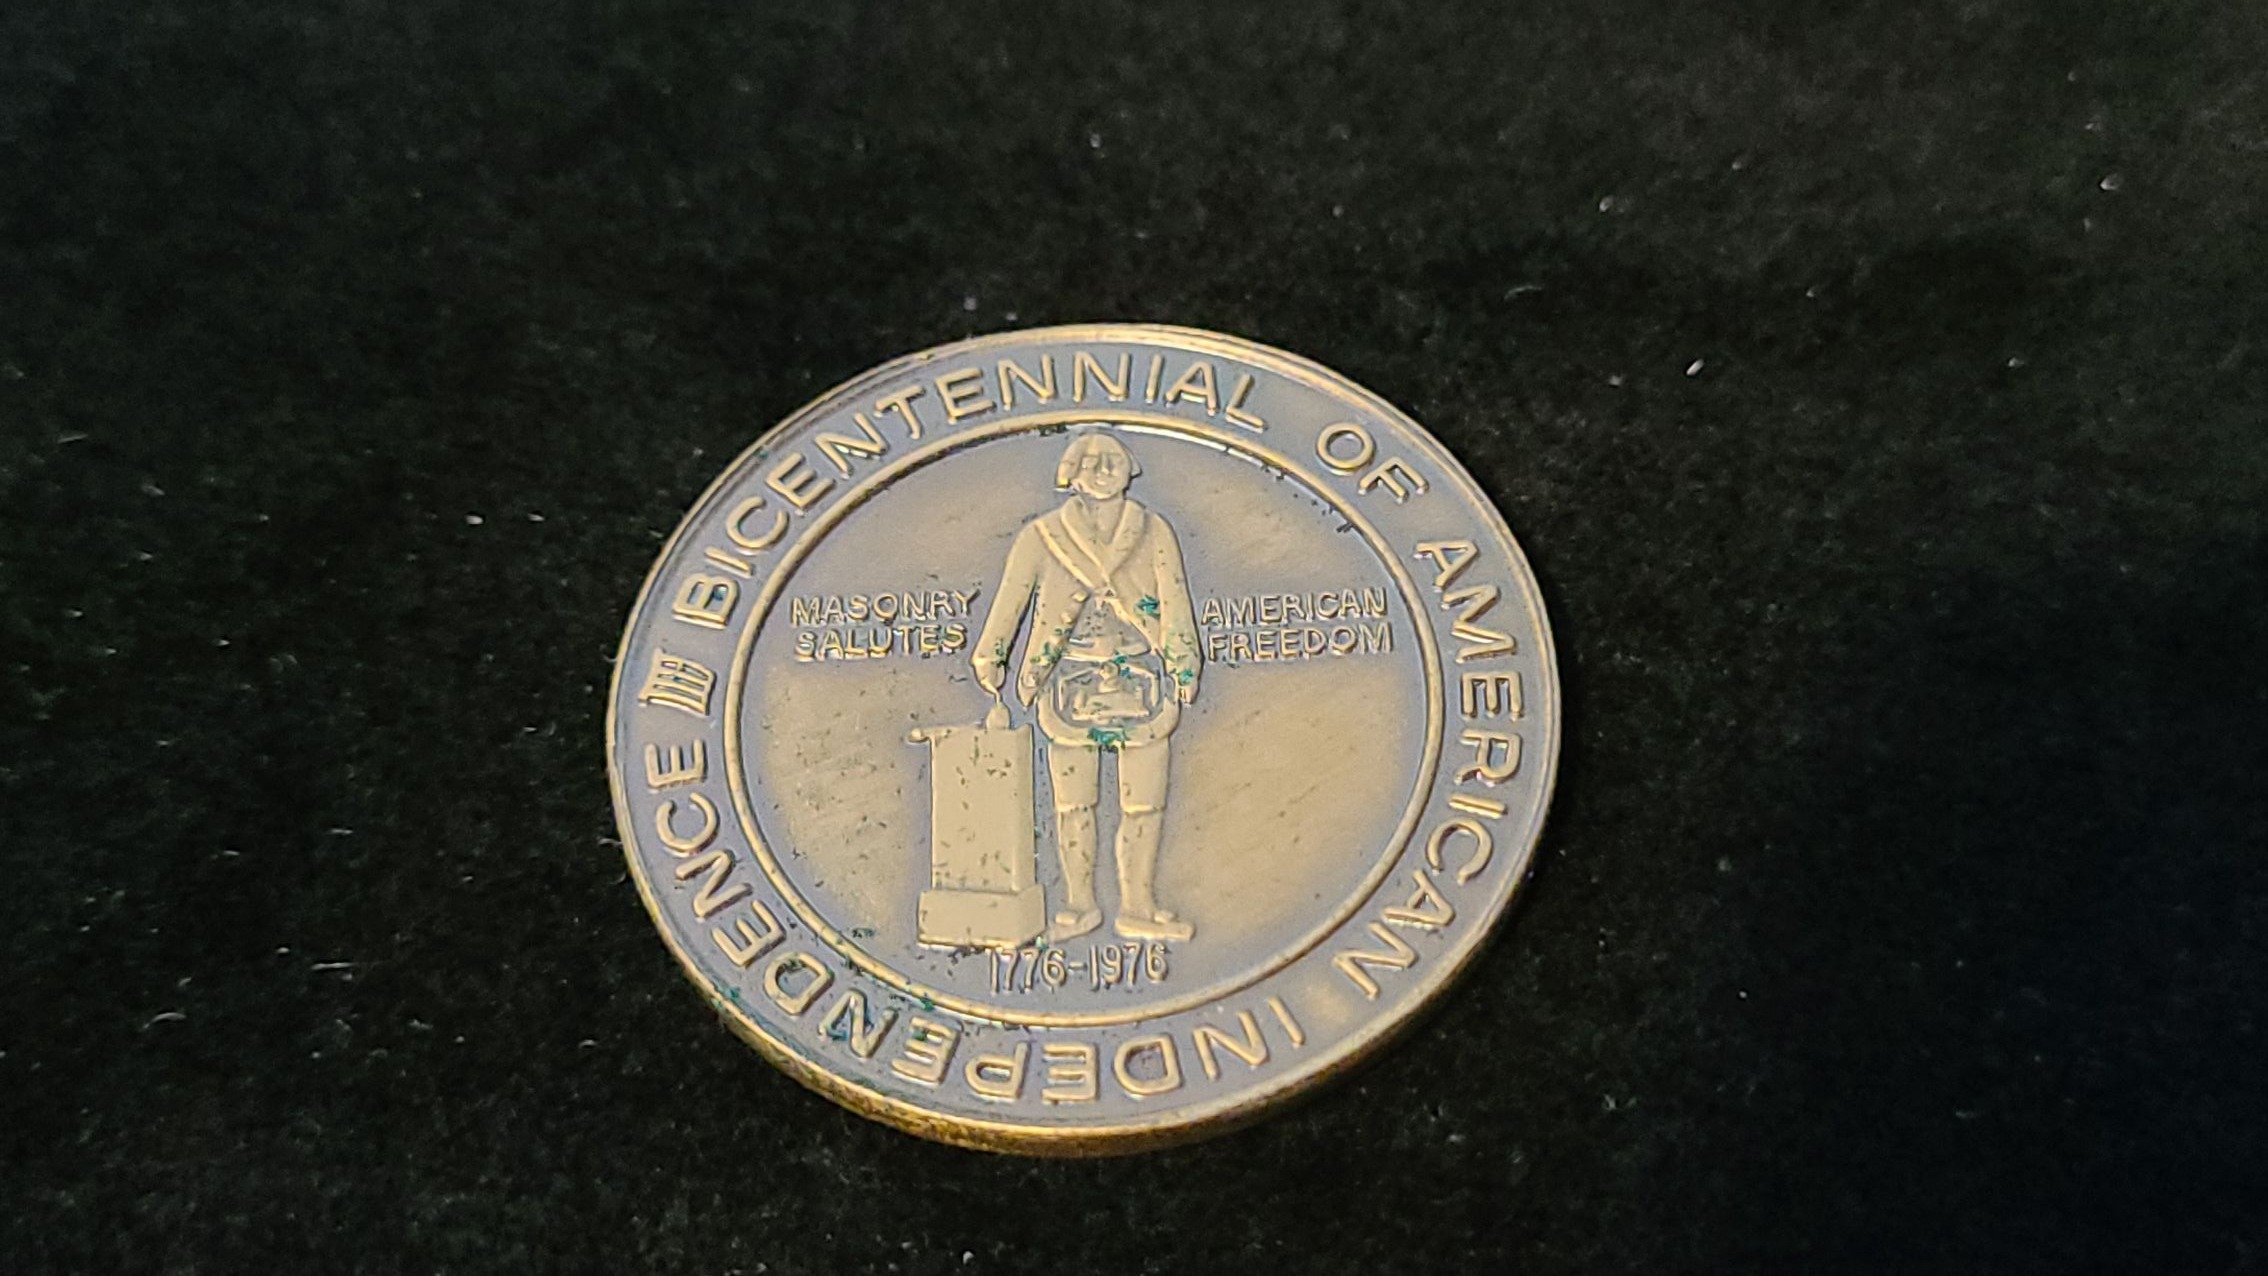 BICENTENNIAL OF AMERICAN INDEPENDENCE
MASONRY
SALUTES
AMERICAN
FREEDOM
1776-1976